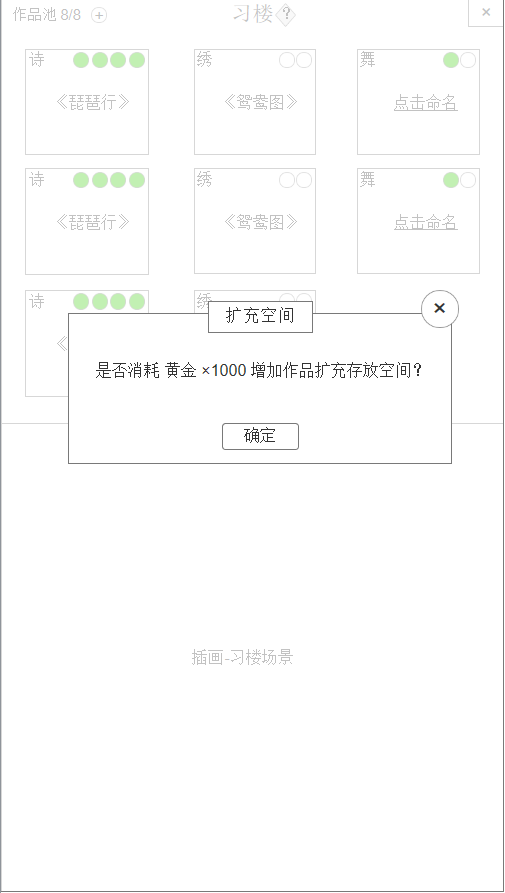 作品池 8/8
习楼?
诗
《琵琶行》
绣
《鸳鸯图》
舞
点击命名
诗
《琵琶行》
绣
《鸳鸯图》
舞
点击命名
诗
《
绣
扩充空间
是否消耗 黄金 ×1000 增加作品扩充存放空间?
确定
插画-习楼场景